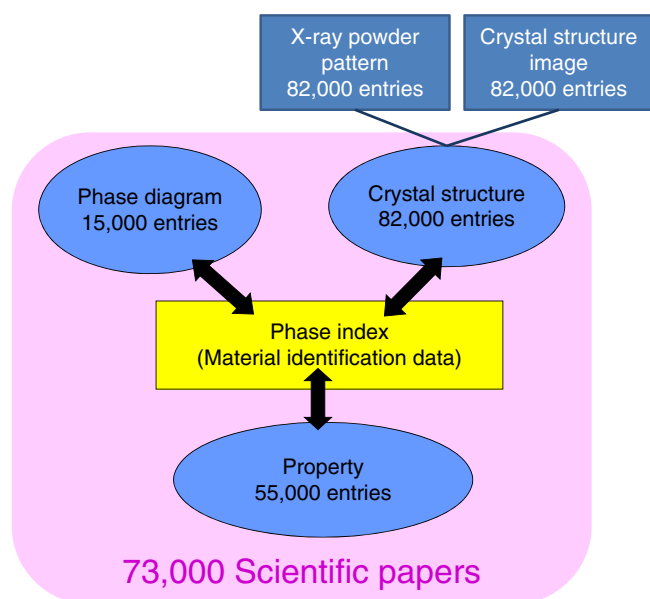 X-ray powder
pattern
82,000 entries
Crystal structure
image
82,000 entries
Phase diagram
15,000 entries
Crystal structure
82,000 entries
Phase index
(Material identification data)
Property
55,000 entries
73,000 Scientific papers